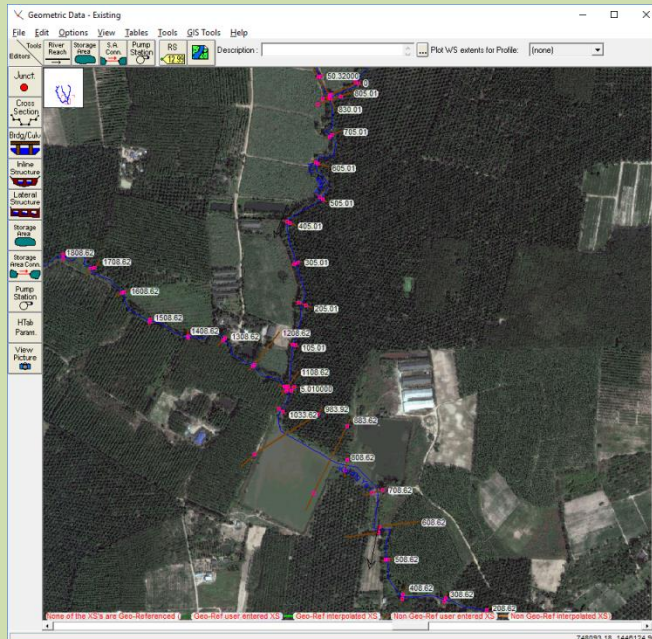 Geometric Data - Existing
File Edit Options View Tables Tools GIS Tools Help
Tools
Editors
River
Reach
Storage
Area
S.A.
Conn.
Pump
Station
RS
Description :
...
Plot WS extents for Profile:
(none)
Junct.
Cross
Section
Brdg/Culv
Inline
Structure
Lateral
Structure
Storage
Area
Storage
Area Conn.
Pump
Station
HTab
Param.
View
Picture
50.32000
0
805.01
830.01
705.01
605.01
505.01
405.01
305.01
205.01
105.01
1808.62
1708.62
1608.62
1508.62
1408.62
1308.62
1208.62
1108.62
5.010000
1033.62
983.92
883.62
808.62
708.62
608.62
508.62
408.62
308.62
208.62
None of the XS's are Geo-Referenced (
Geo-Ref user entered XS
Geo-Ref interpolated XS
Non Geo-Ref user entered XS
Non Geo-Ref interpolated XS)